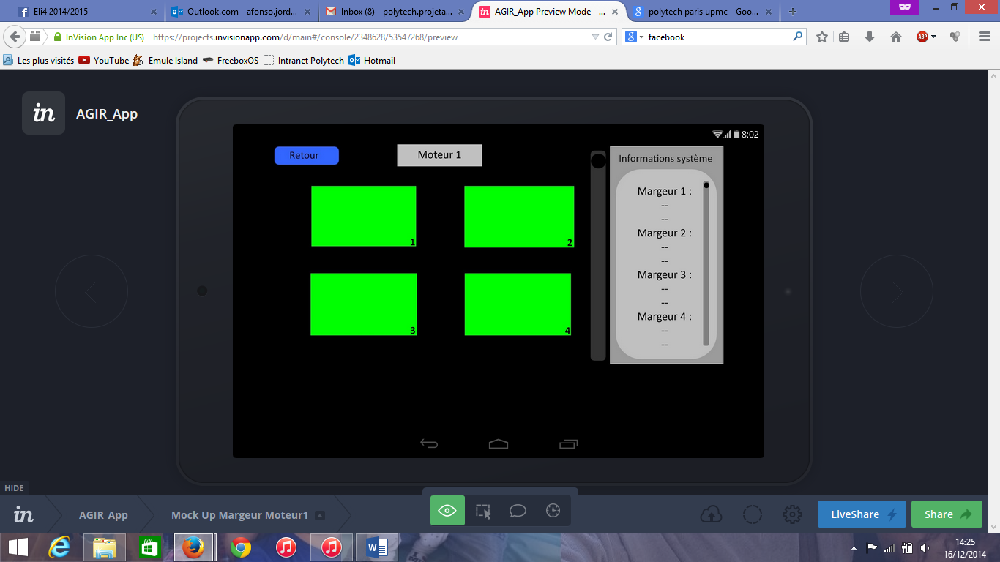 Eli4 2014/2015
Outlook.com - afonso.jord...
Inbox (8) - polytech.projeta...
AGIR_App Preview Mode - ...
polytech paris upmc - Goo...
InVision App Inc (US)
https://projects.invisionapp.com/d/main#/console/2348628/53547268/preview
facebook
ABP
Les plus visités
YouTube
Emule Island
FreeboxOS
Intranet Polytech
Hotmail
in
AGIR_App
8:02
Retour
Moteur 1
Informations système
1
2
3
4
Margeur 1 :
--
--
Margeur 2 :
--
--
Margeur 3 :
--
--
Margeur 4 :
--
--
HIDE
in
AGIR_App
Mock Up Margeur Moteur1
LiveShare
Share
14:25
16/12/2014